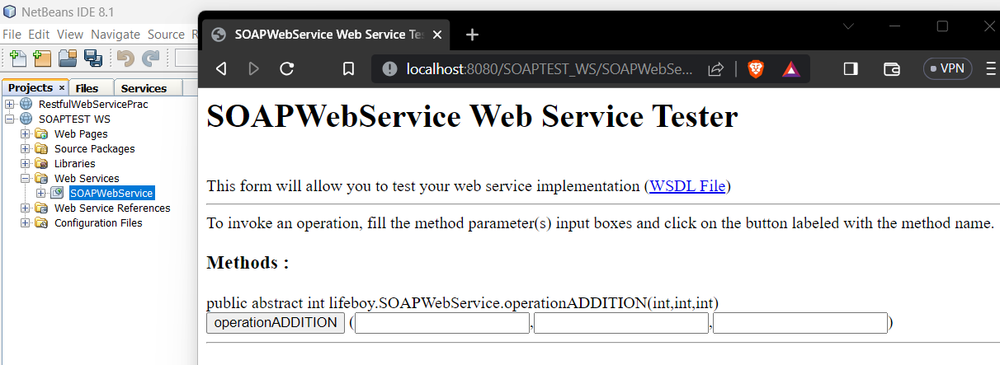 NetBeans IDE 8.1
File Edit View Navigate Source R
Projects × Files Services
RestfulWebServicePrac
SOAPTEST WS
Web Pages
Source Packages
Libraries
Web Services
SOAPWebService
Web Service References
Configuration Files
SOAPWebService Web Service Tes
localhost:8080/SOAPTEST_WS/SOAPWebSe...
VPN
SOAPWebService Web Service Tester
This form will allow you to test your web service implementation (WSDL File)
To invoke an operation, fill the method parameter(s) input boxes and click on the button labeled with the method name.
Methods :
public abstract int lifeboy.SOAPWebService.operationADDITION(int,int,int)
operationADDITION ( , , )